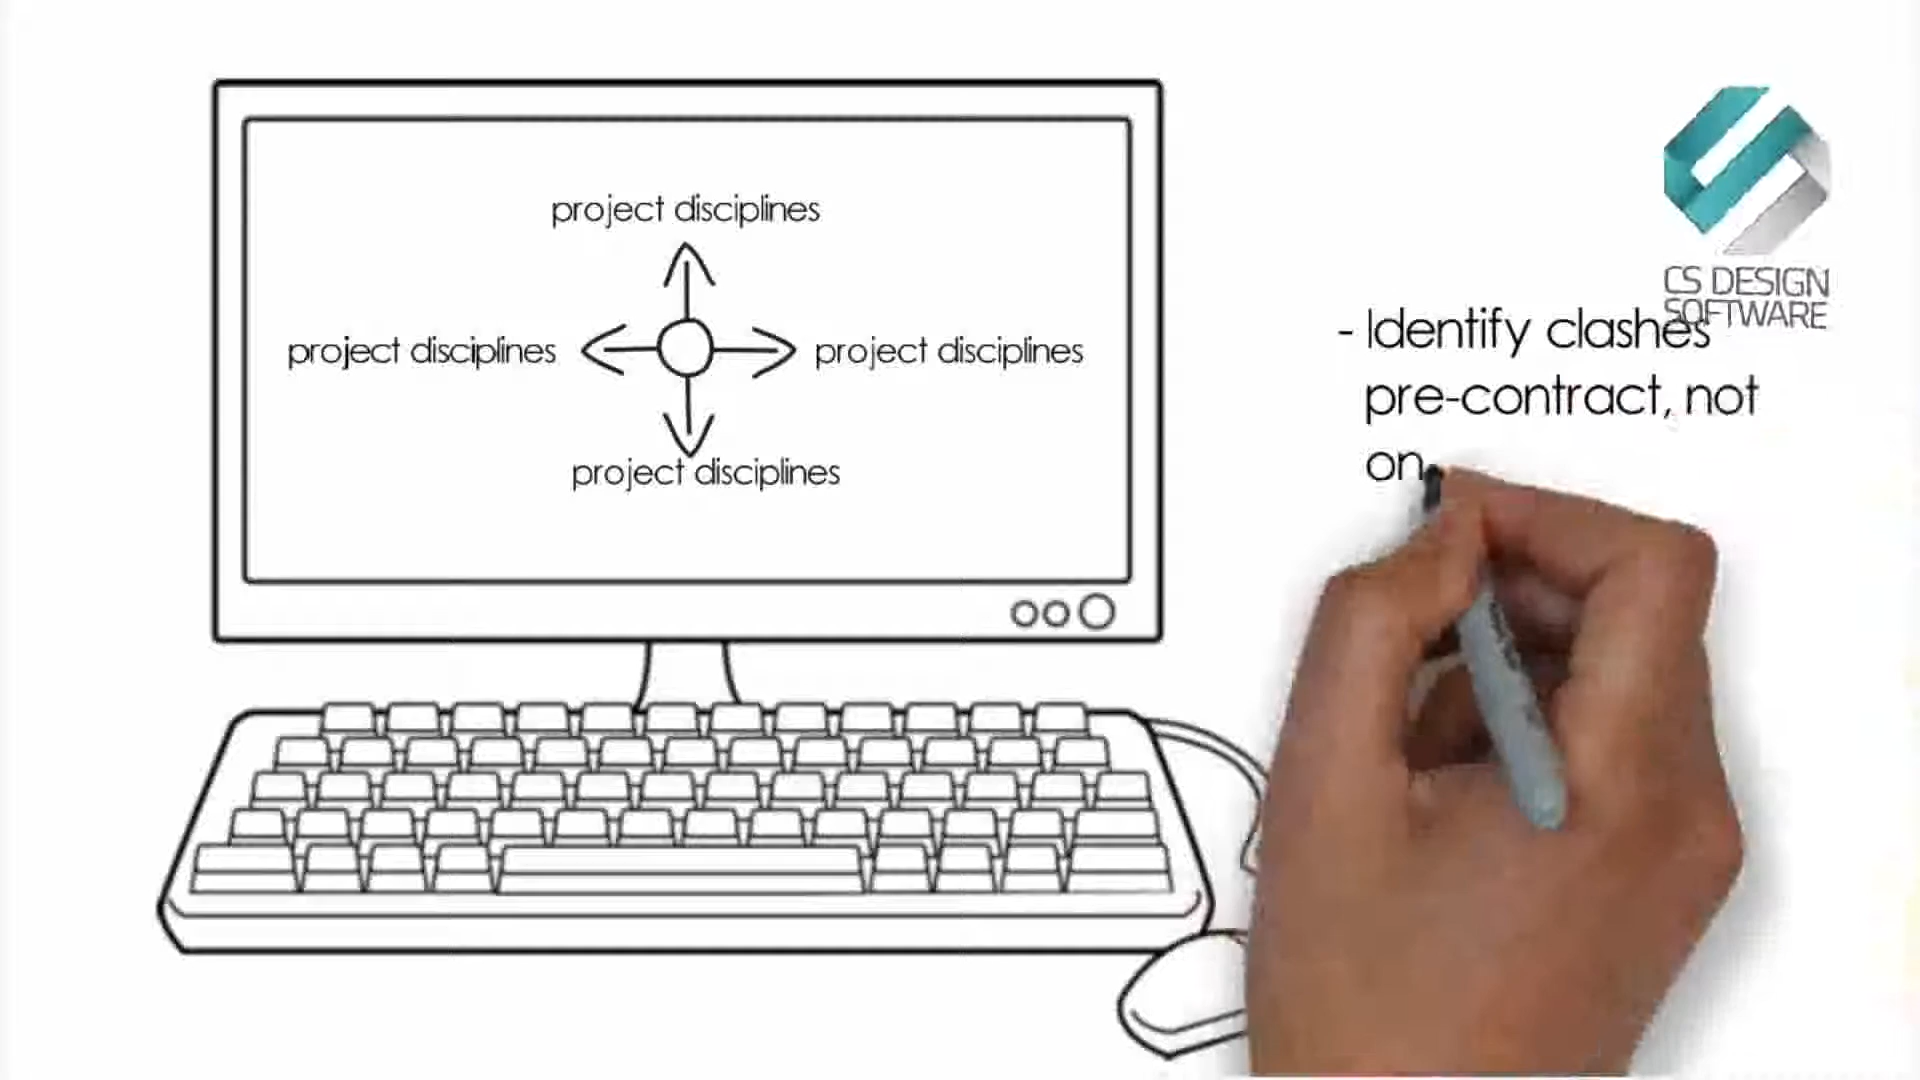 project disciplines
project disciplines
project disciplines
project disciplines
CS DESIGN
SOFTWARE
- Identify clashes
pre-contract, not
on